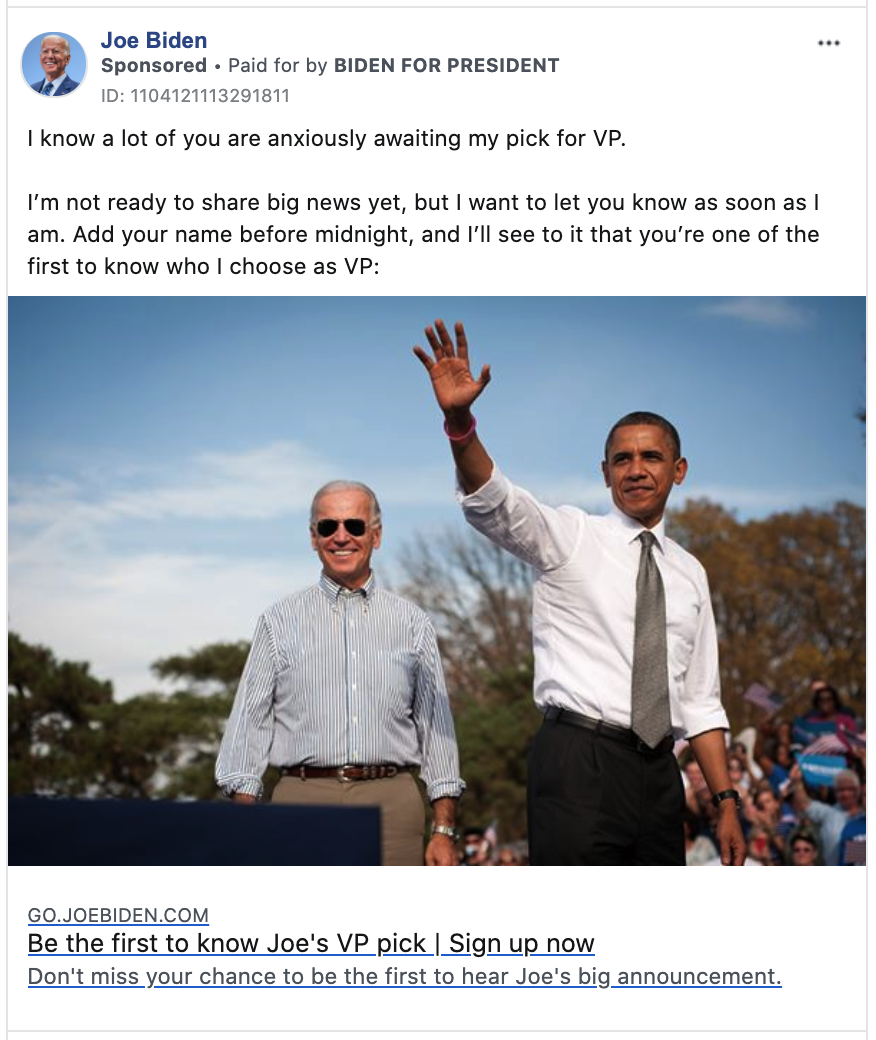 Joe Biden
Sponsored • Paid for by BIDEN FOR PRESIDENT
ID: 1104121113291811
I know a lot of you are anxiously awaiting my pick for VP.
I’m not ready to share big news yet, but I want to let you know as soon as I
am. Add your name before midnight, and I’ll see to it that you’re one of the
first to know who I choose as VP:
GO.JOEBIDEN.COM
Be the first to know Joe's VP pick | Sign up now
Don't miss your chance to be the first to hear Joe's big announcement.